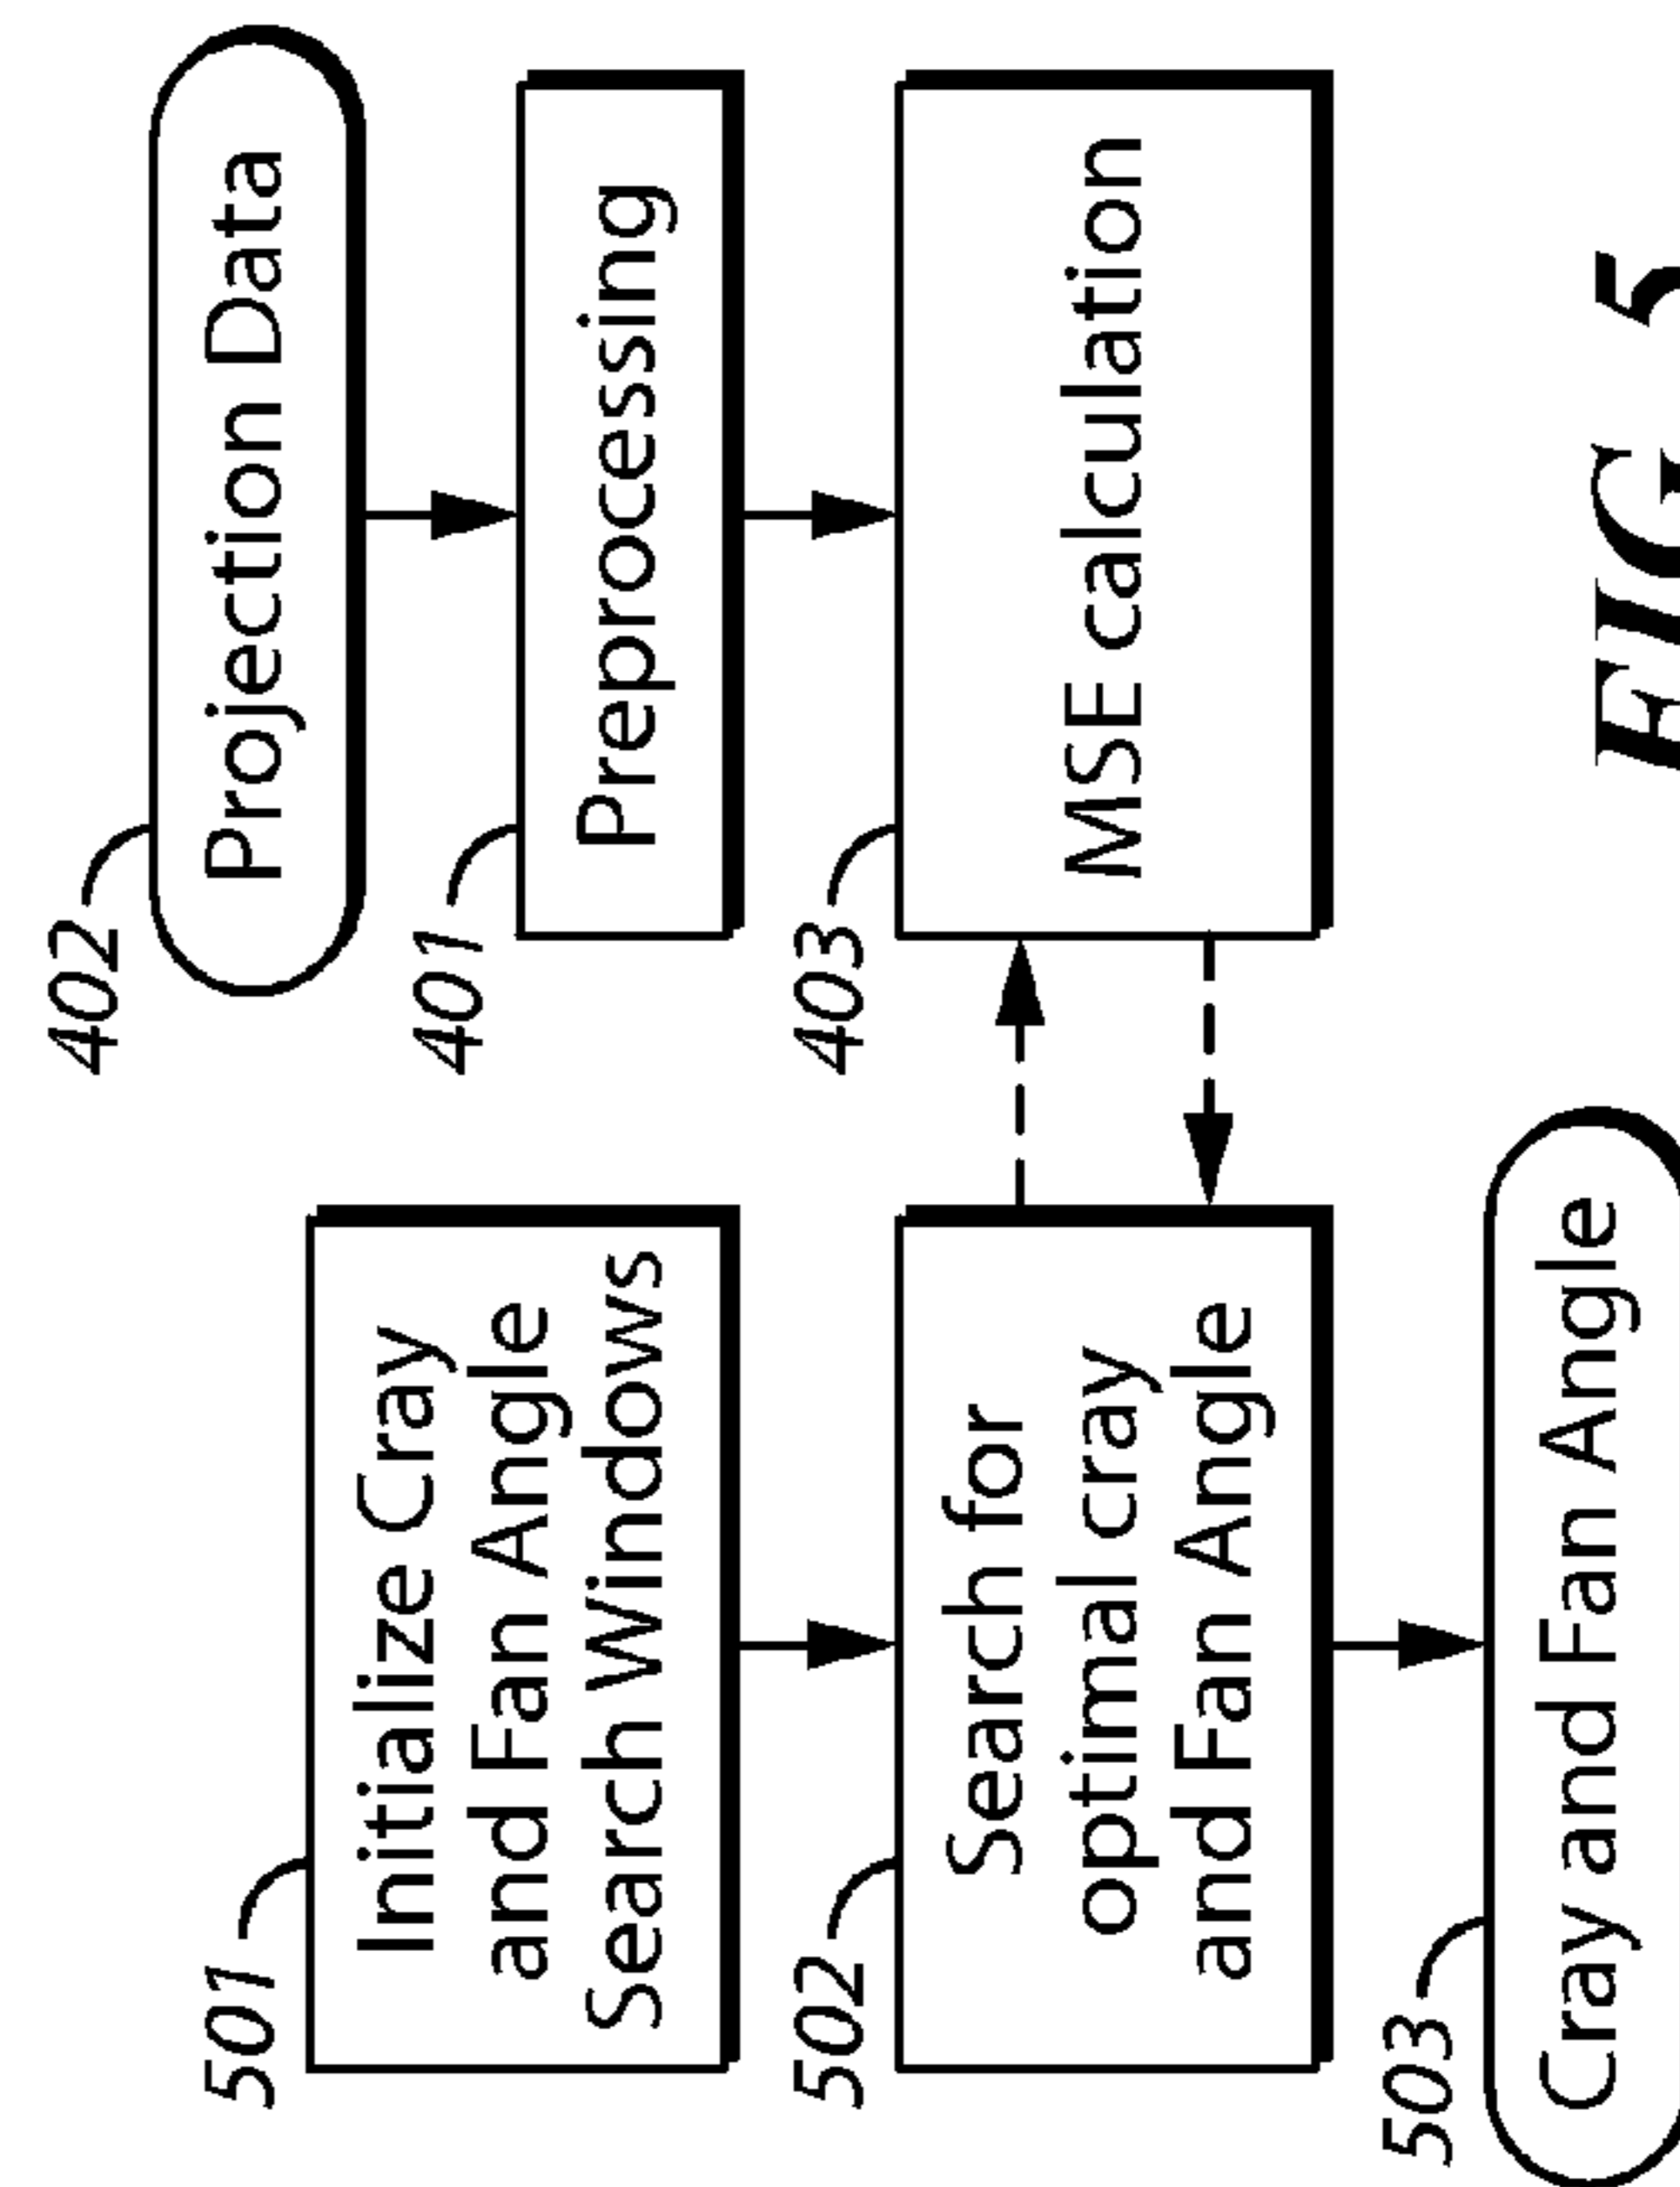 501
Initialize Cray
and Fan Angle
Search Windows
502
Search for
optimal cray
and Fan Angle
503
Cray and Fan Angle
402
Projection Data
401
Preprocessing
403
MSE calculation
FIG 5